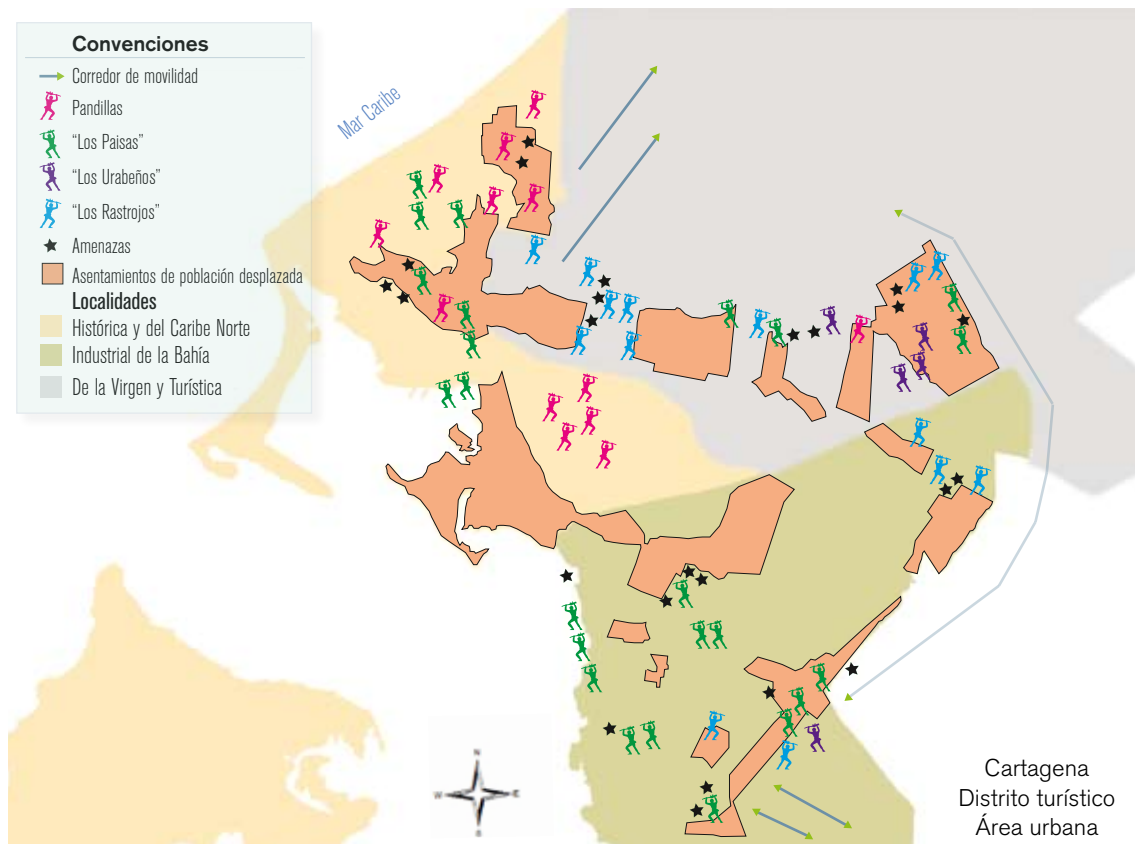 Convenciones
Corredor de movilidad
Pandillas
"Los Paisas"
"Los Urabeños"
"Los Rastrojos"
Amenazas
Asentamientos de población desplazada
Localidades
Histórica y del Caribe Norte
Industrial de la Bahía
De la Virgen y Turística
Mar Caribe
N
W
E
S
Cartagena
Distrito turístico
Área urbana